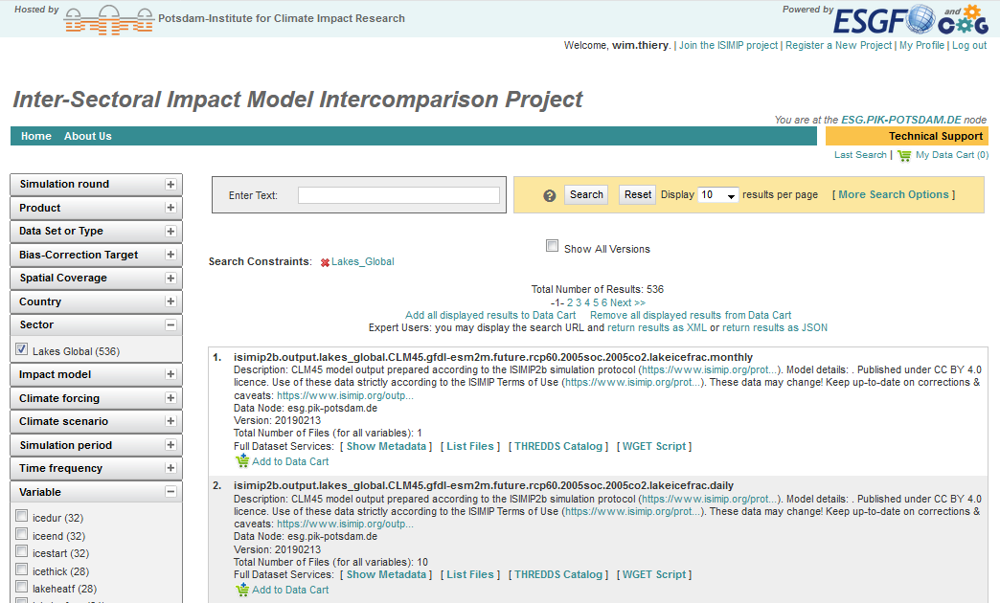 Hosted by
Potsdam-Institute for Climate Impact Research
Powered by ESGF and COG
Welcome, wim.thiery. | Join the ISIMIP project | Register a New Project | My Profile | Log out
Inter-Sectoral Impact Model Intercomparison Project
You are at the ESG.PIK-POTSDAM.DE node
Home About Us
Technical Support
Last Search | My Data Cart (0)
Simulation round +
Product +
Data Set or Type +
Bias-Correction Target +
Spatial Coverage +
Country +
Sector −
Lakes Global (536)
Impact model +
Climate forcing +
Climate scenario +
Simulation period +
Time frequency +
Variable −
icedur (32)
iceend (32)
icestart (32)
icethick (28)
lakeheatf (28)
Enter Text:
? Search Reset Display 10 results per page [ More Search Options ]
Show All Versions
Search Constraints: Lakes_Global
Total Number of Results: 536
-1- 2 3 4 5 6 Next >>
Add all displayed results to Data Cart Remove all displayed results from Data Cart
Expert Users: you may display the search URL and return results as XML or return results as JSON
1. isimip2b.output.lakes_global.CLM45.gfdl-esm2m.future.rcp60.2005soc.2005co2.lakeicefrac.monthly
Description: CLM45 model output prepared according to the ISIMIP2b simulation protocol (https://www.isimip.org/prot...). Model details: . Published under CC BY 4.0
licence. Use of these data strictly according to the ISIMIP Terms of Use (https://www.isimip.org/prot...). These data may change! Keep up-to-date on corrections &
caveats: https://www.isimip.org/outp...
Data Node: esg.pik-potsdam.de
Version: 20190213
Total Number of Files (for all variables): 1
Full Dataset Services: [ Show Metadata ] [ List Files ] [ THREDDS Catalog ] [ WGET Script ]
Add to Data Cart
2. isimip2b.output.lakes_global.CLM45.gfdl-esm2m.future.rcp60.2005soc.2005co2.lakeicefrac.daily
Description: CLM45 model output prepared according to the ISIMIP2b simulation protocol (https://www.isimip.org/prot...). Model details: . Published under CC BY 4.0
licence. Use of these data strictly according to the ISIMIP Terms of Use (https://www.isimip.org/prot...). These data may change! Keep up-to-date on corrections &
caveats: https://www.isimip.org/outp...
Data Node: esg.pik-potsdam.de
Version: 20190213
Total Number of Files (for all variables): 10
Full Dataset Services: [ Show Metadata ] [ List Files ] [ THREDDS Catalog ] [ WGET Script ]
Add to Data Cart